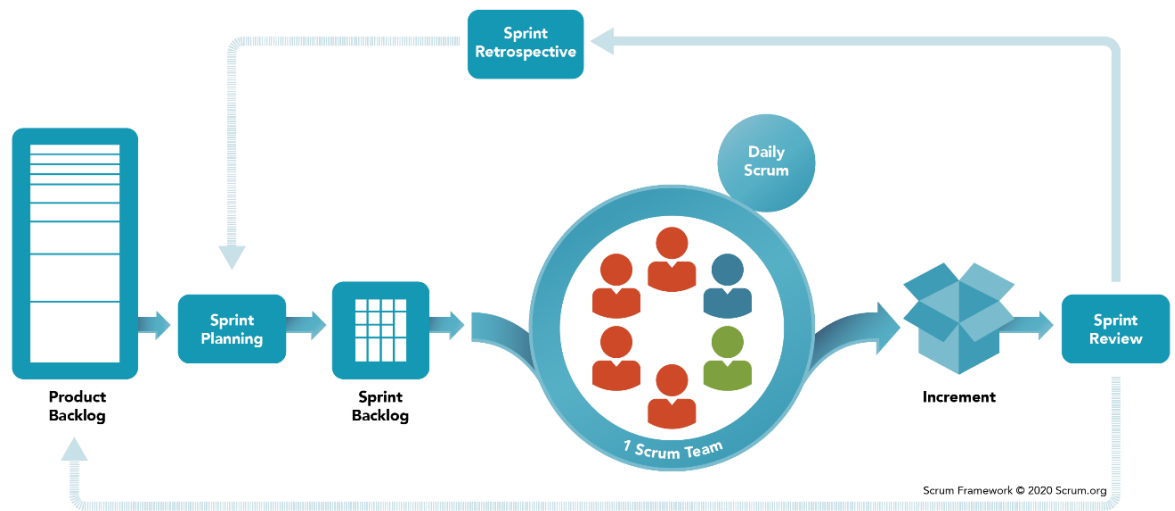 Sprint
Retrospective
Daily
Scrum
Sprint
Planning
Sprint
Review
Product
Backlog
Sprint
Backlog
1 Scrum Team
Increment
Scrum Framework © 2020 Scrum.org